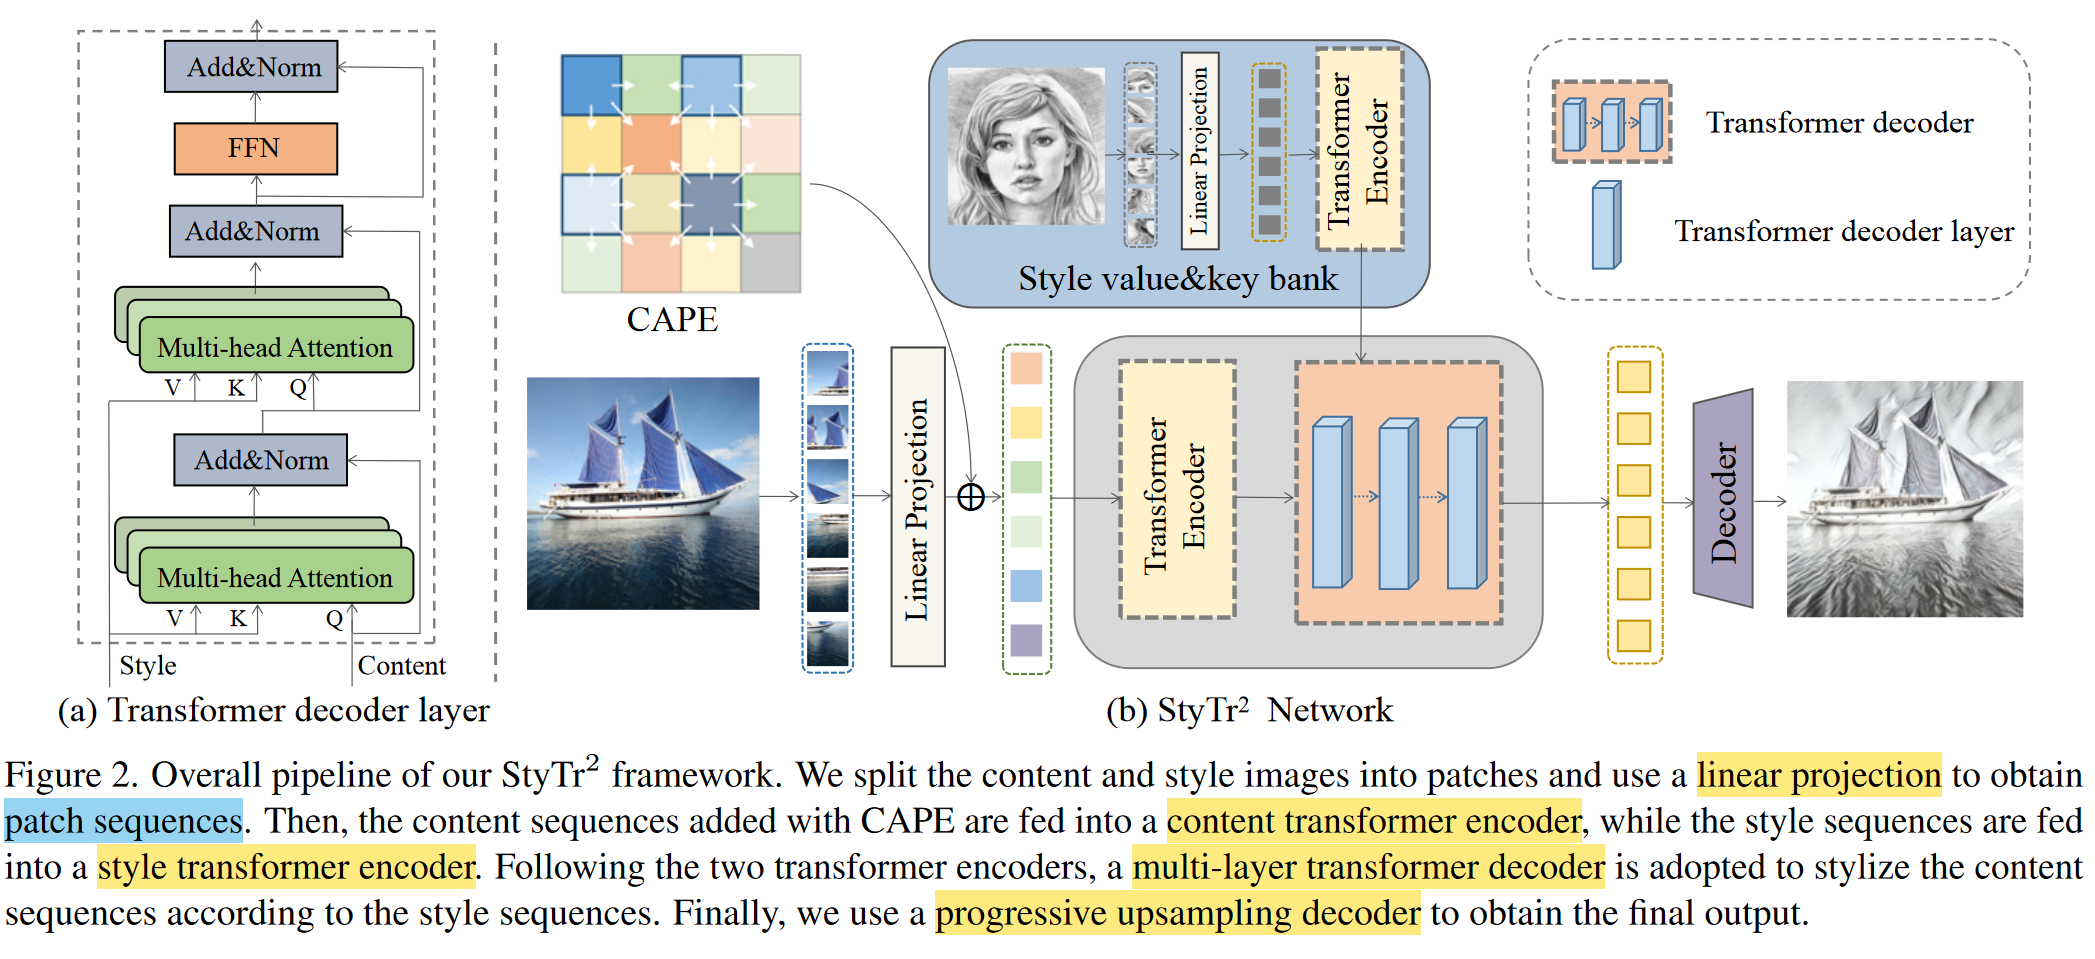 Add&Norm
FFN
Add&Norm
Multi-head Attention
V K Q
Add&Norm
Multi-head Attention
V K Q
Style Content
(a) Transformer decoder layer
CAPE
Linear Projection
Transformer Encoder
Style value&key bank
Transformer decoder
Transformer decoder layer
Linear Projection
Transformer Encoder
Decoder
(b) StyTr² Network
Figure 2. Overall pipeline of our StyTr² framework. We split the content and style images into patches and use a linear projection to obtain
patch sequences. Then, the content sequences added with CAPE are fed into a content transformer encoder, while the style sequences are fed
into a style transformer encoder. Following the two transformer encoders, a multi-layer transformer decoder is adopted to stylize the content
sequences according to the style sequences. Finally, we use a progressive upsampling decoder to obtain the final output.